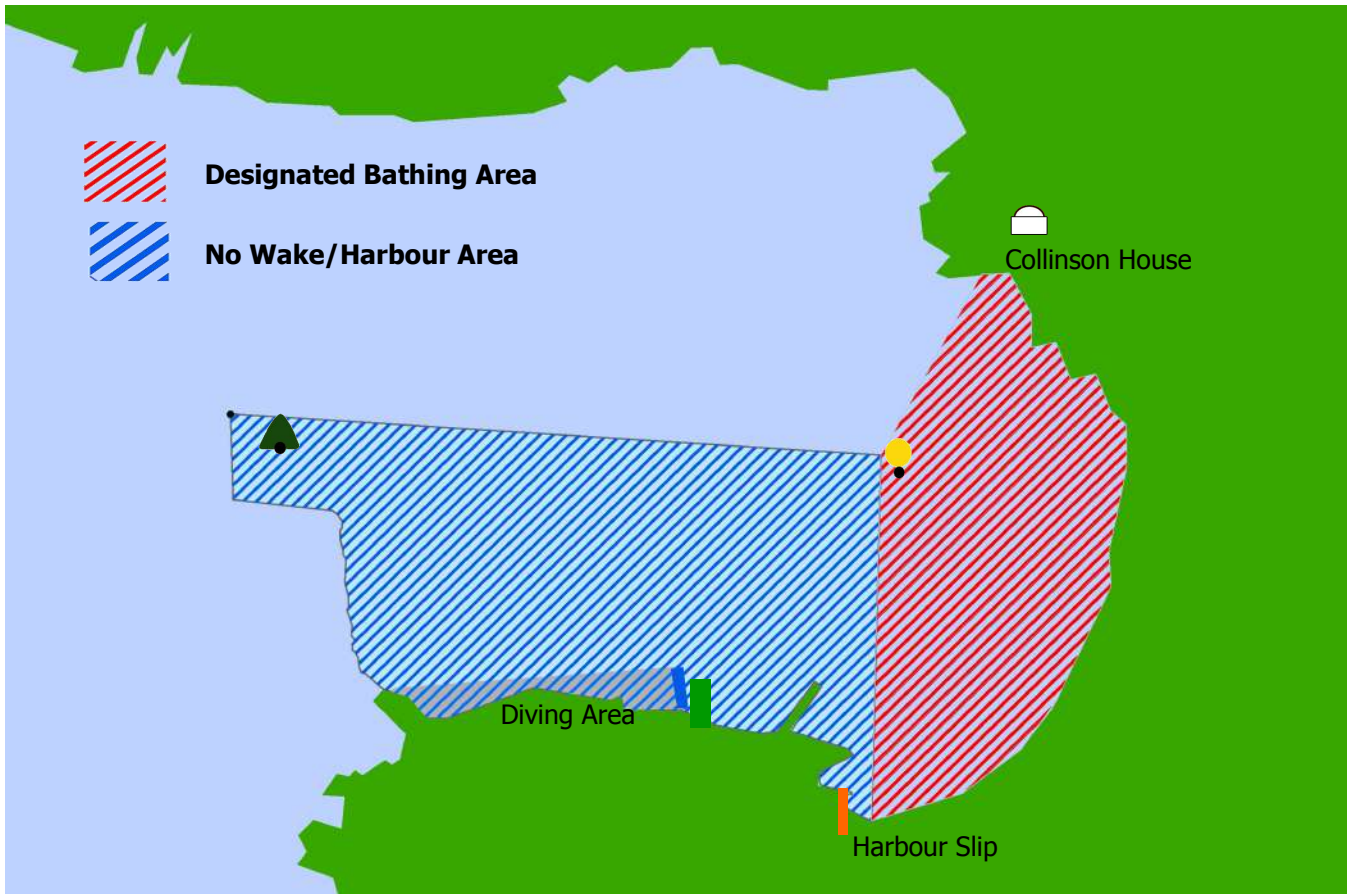 Designated Bathing Area
No Wake/Harbour Area
Collinson House
Diving Area
Harbour Slip